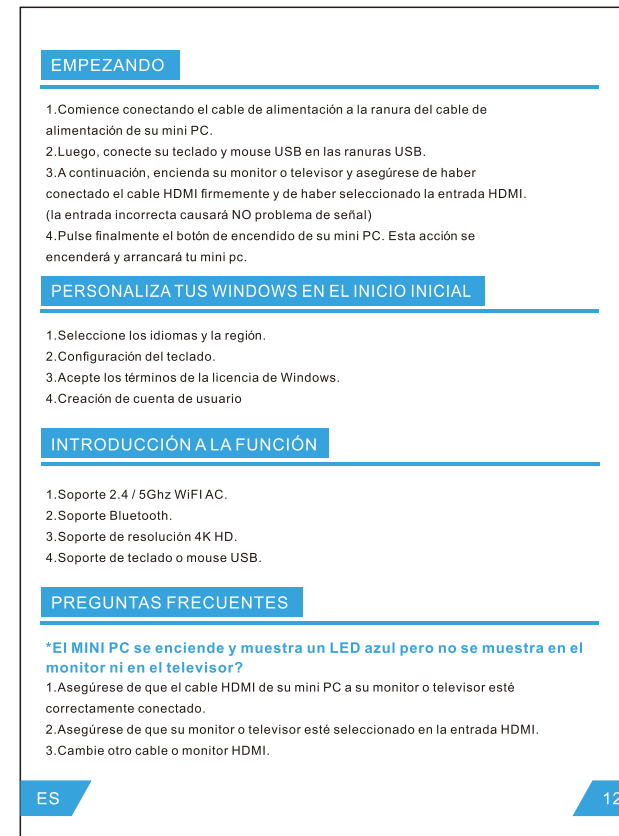 EMPEZANDO
1.Comience conectando el cable de alimentación a la ranura del cable de
alimentación de su mini PC.
2.Luego, conecte su teclado y mouse USB en las ranuras USB.
3.A continuación, encienda su monitor o televisor y asegúrese de haber
conectado el cable HDMI firmemente y de haber seleccionado la entrada HDMI.
(la entrada incorrecta causará NO problema de señal)
4.Pulse finalmente el botón de encendido de su mini PC. Esta acción se
encenderá y arrancará tu mini pc.
PERSONALIZA TUS WINDOWS EN EL INICIO INICIAL
1.Seleccione los idiomas y la región.
2.Configuración del teclado.
3.Acepte los términos de la licencia de Windows.
4.Creación de cuenta de usuario
INTRODUCCIÓN A LA FUNCIÓN
1.Soporte 2.4 / 5Ghz WiFI AC.
2.Soporte Bluetooth.
3.Soporte de resolución 4K HD.
4.Soporte de teclado o mouse USB.
PREGUNTAS FRECUENTES
*El MINI PC se enciende y muestra un LED azul pero no se muestra en el
monitor ni en el televisor?
1.Asegúrese de que el cable HDMI de su mini PC a su monitor o televisor esté
correctamente conectado.
2.Asegúrese de que su monitor o televisor esté seleccionado en la entrada HDMI.
3.Cambie otro cable o monitor HDMI.
ES
12